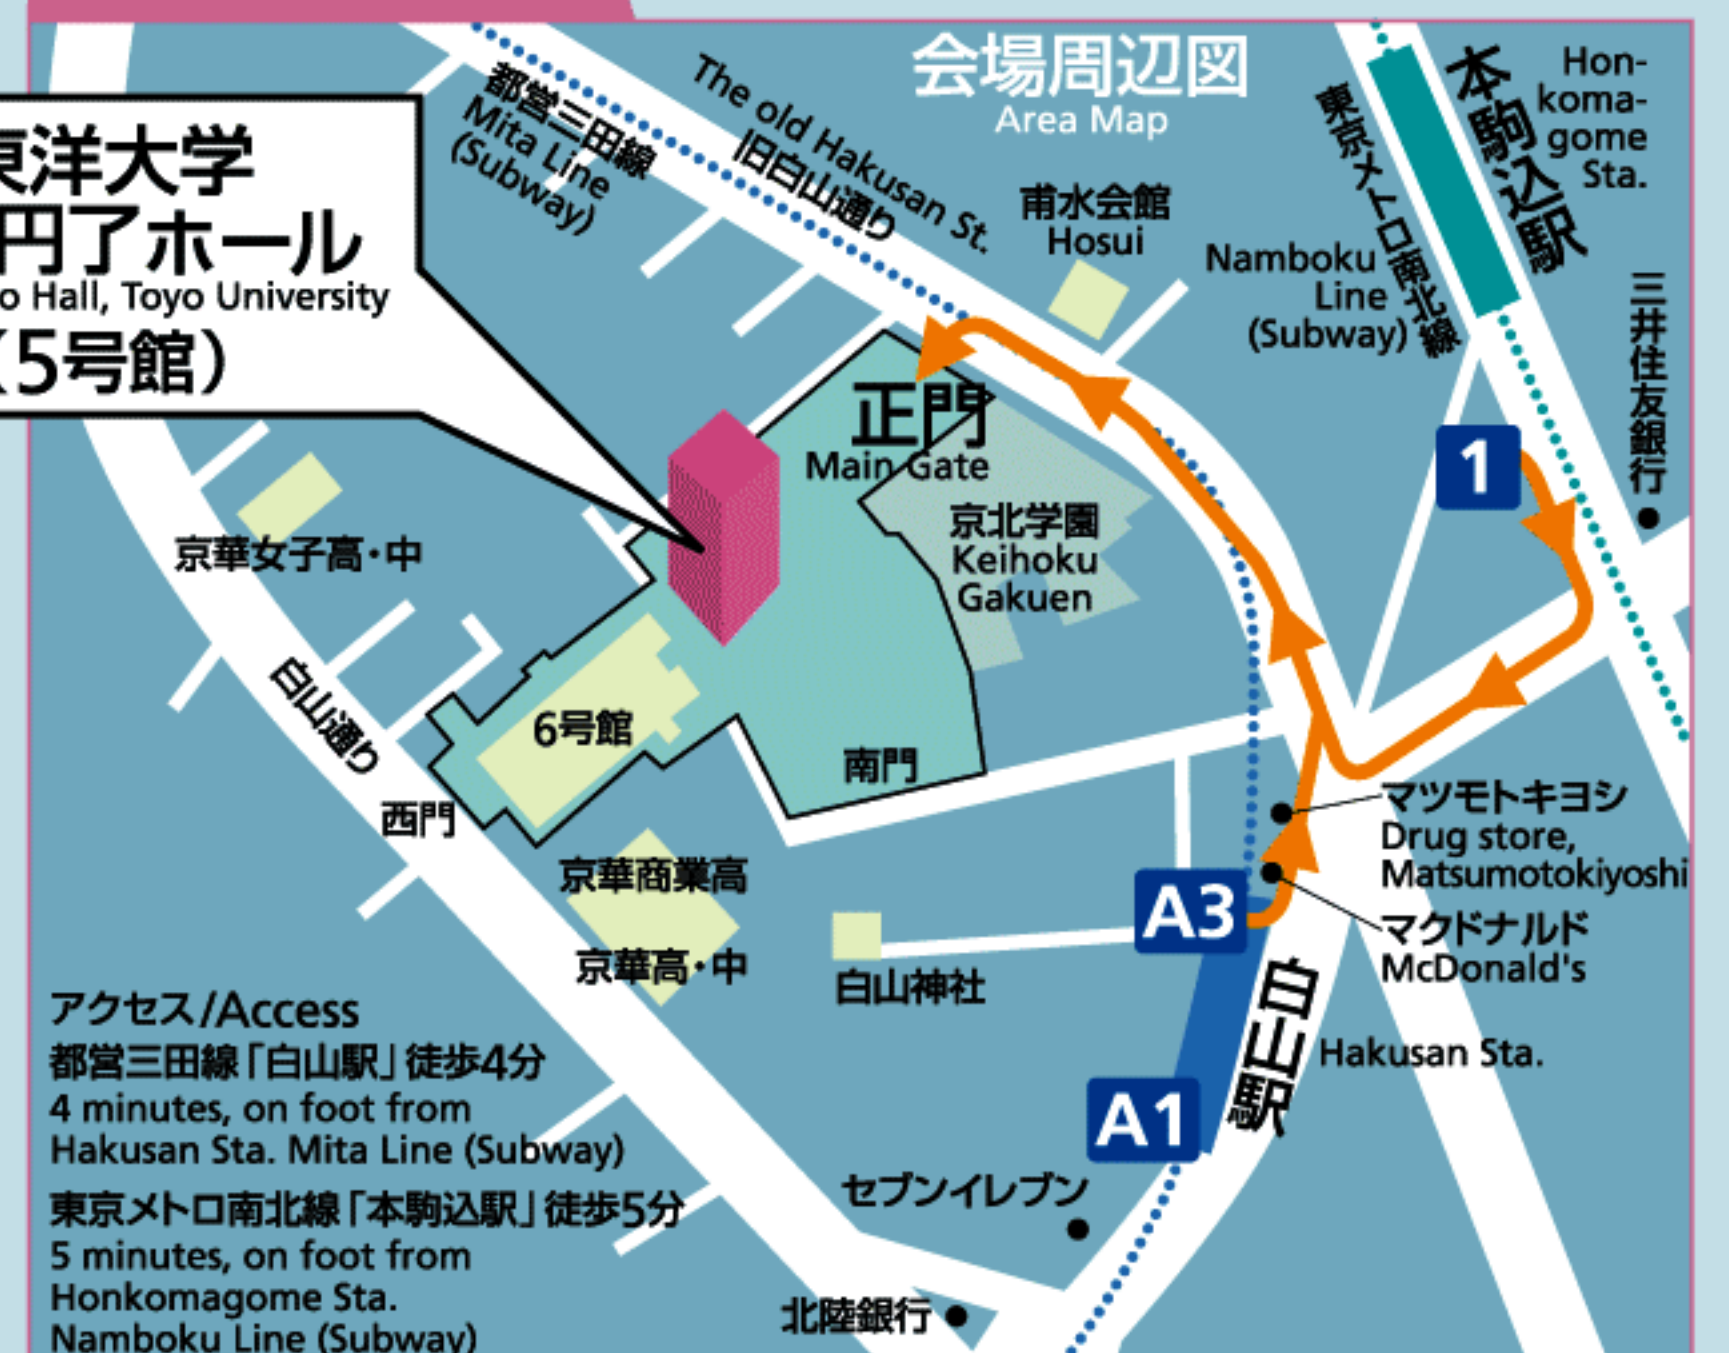 会場周辺図
Area Map
本駒込駅
Hon-
koma-
gome
Sta.
東京メトロ南北線
Namboku
Line
(Subway)
三井住友銀行
都営三田線
Mita Line
(Subway)
The old Hakusan St.
旧白山通り
甫水会館
Hosui
東洋大学
円了ホール
o Hall, Toyo University
(5号館)
正門
Main Gate
京北学園
Keihoku
Gakuen
1
京華女子高・中
白山通り
6号館
南門
西門
京華商業高
京華高・中
白山神社
A3
マツモトキヨシ
Drug store,
Matsumotokiyoshi
マクドナルド
McDonald's
白山駅
Hakusan Sta.
A1
セブンイレブン
北陸銀行
アクセス/Access
都営三田線「白山駅」徒歩4分
4 minutes, on foot from
Hakusan Sta. Mita Line (Subway)
東京メトロ南北線「本駒込駅」徒歩5分
5 minutes, on foot from
Honkomagome Sta.
Namboku Line (Subway)